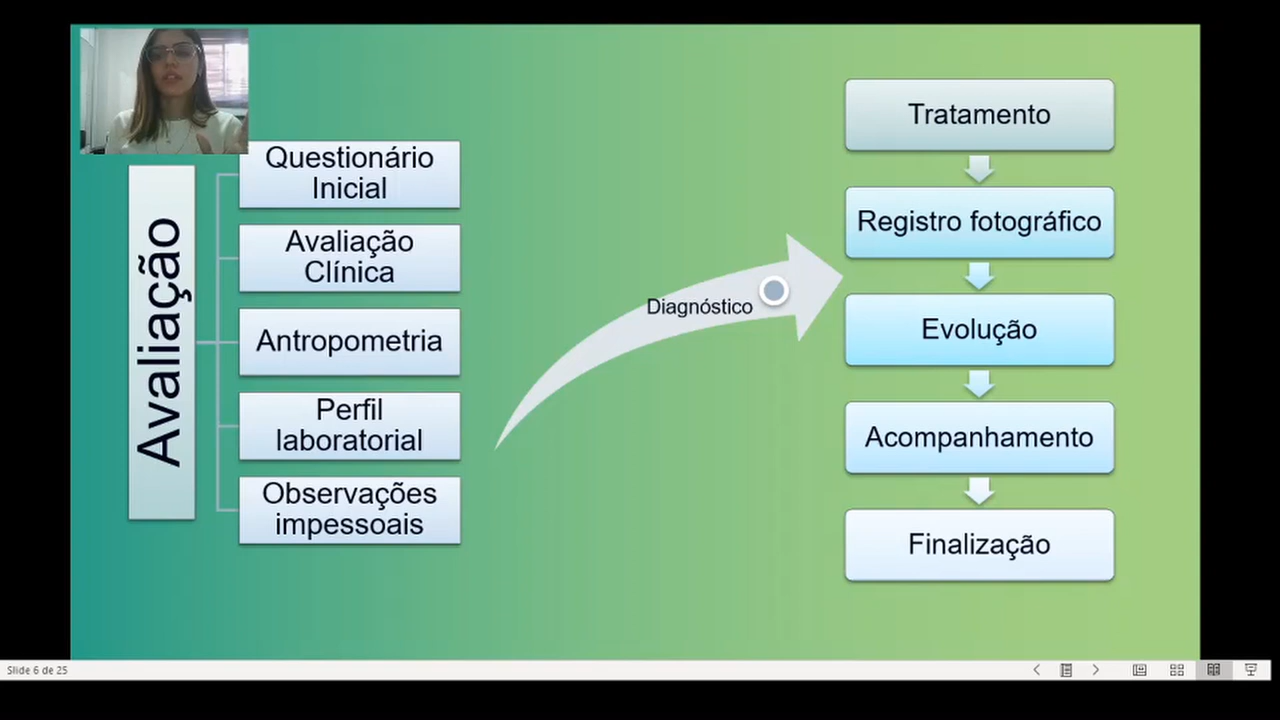 Avaliação
Questionário
Inicial
Avaliação
Clínica
Antropometria
Perfil
laboratorial
Observações
impessoais
Diagnóstico
Tratamento
Registro fotográfico
Evolução
Acompanhamento
Finalização
Slide 6 de 25